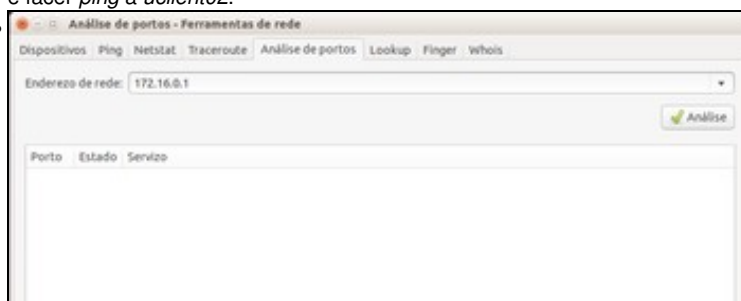 e facer ping a uclient02.
Análise de portos - Ferramentas de rede
Dispositivos Ping Netstat Traceroute Análise de portos Lookup Finger Whois
Enderezo de rede: 172.16.0.1
Análise
Porto Estado Servizo